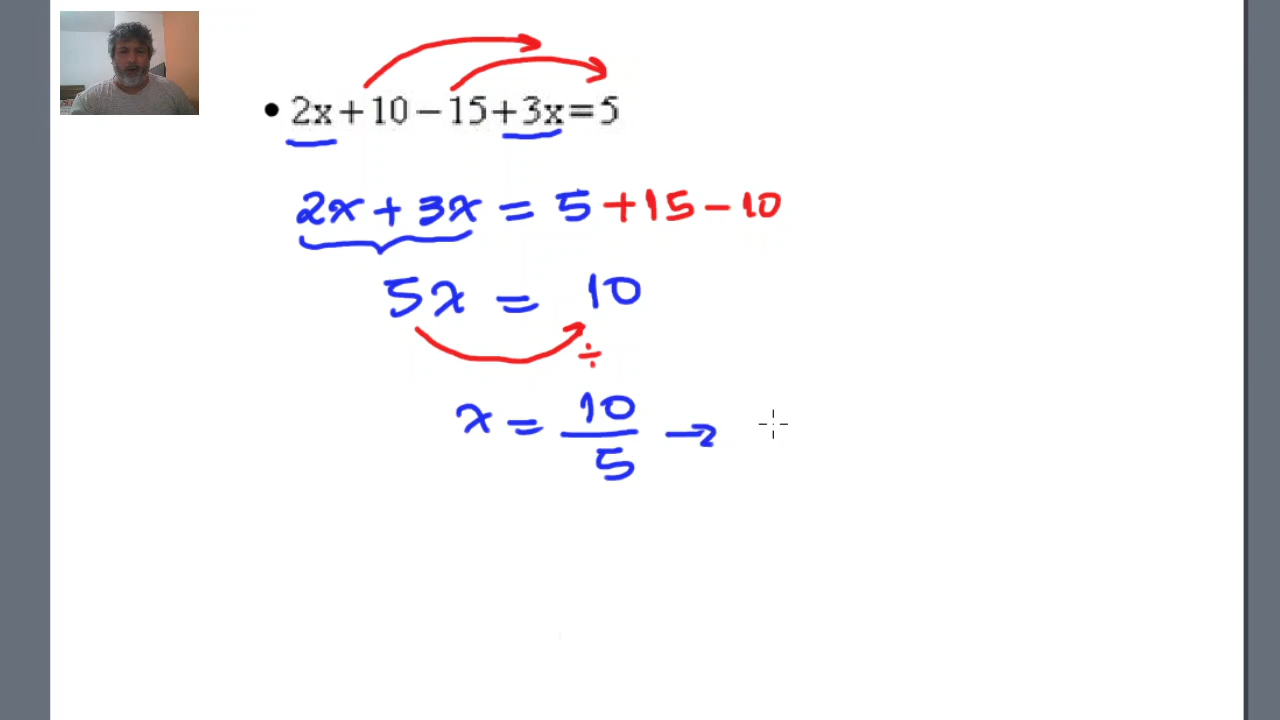 • 2x+10−15+3x=5
2x + 3x = 5 + 15 − 10
5x = 10
÷
x = 10/5 →